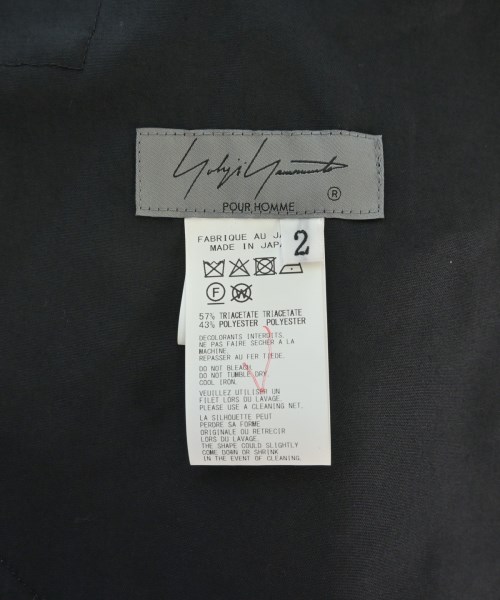 Yohji Yamamoto
®
POUR HOMME
FABRIQUE AU JA
MADE IN JAPA
2
F W
57% TRIACETATE TRIACETATE
43% POLYESTER POLYESTER
DECOLORANTS INTERDITS.
NE PAS FAIRE SECHER A LA
MACHINE.
REPASSER AU FER TIEDE.
DO NOT BLEACH.
DO NOT TUMBLE DRY.
COOL IRON.
VEUILLEZ UTILISER UN
FILET LORS DU LAVAGE.
PLEASE USE A CLEANING NET.
LA SILHOUETTE PEUT
PERDRE SA FORME
ORIGINALE OU RETRECIR
LORS DU LAVAGE.
THE SHAPE COULD SLIGHTLY
COME DOWN OR SHRINK
IN THE EVENT OF CLEANING.